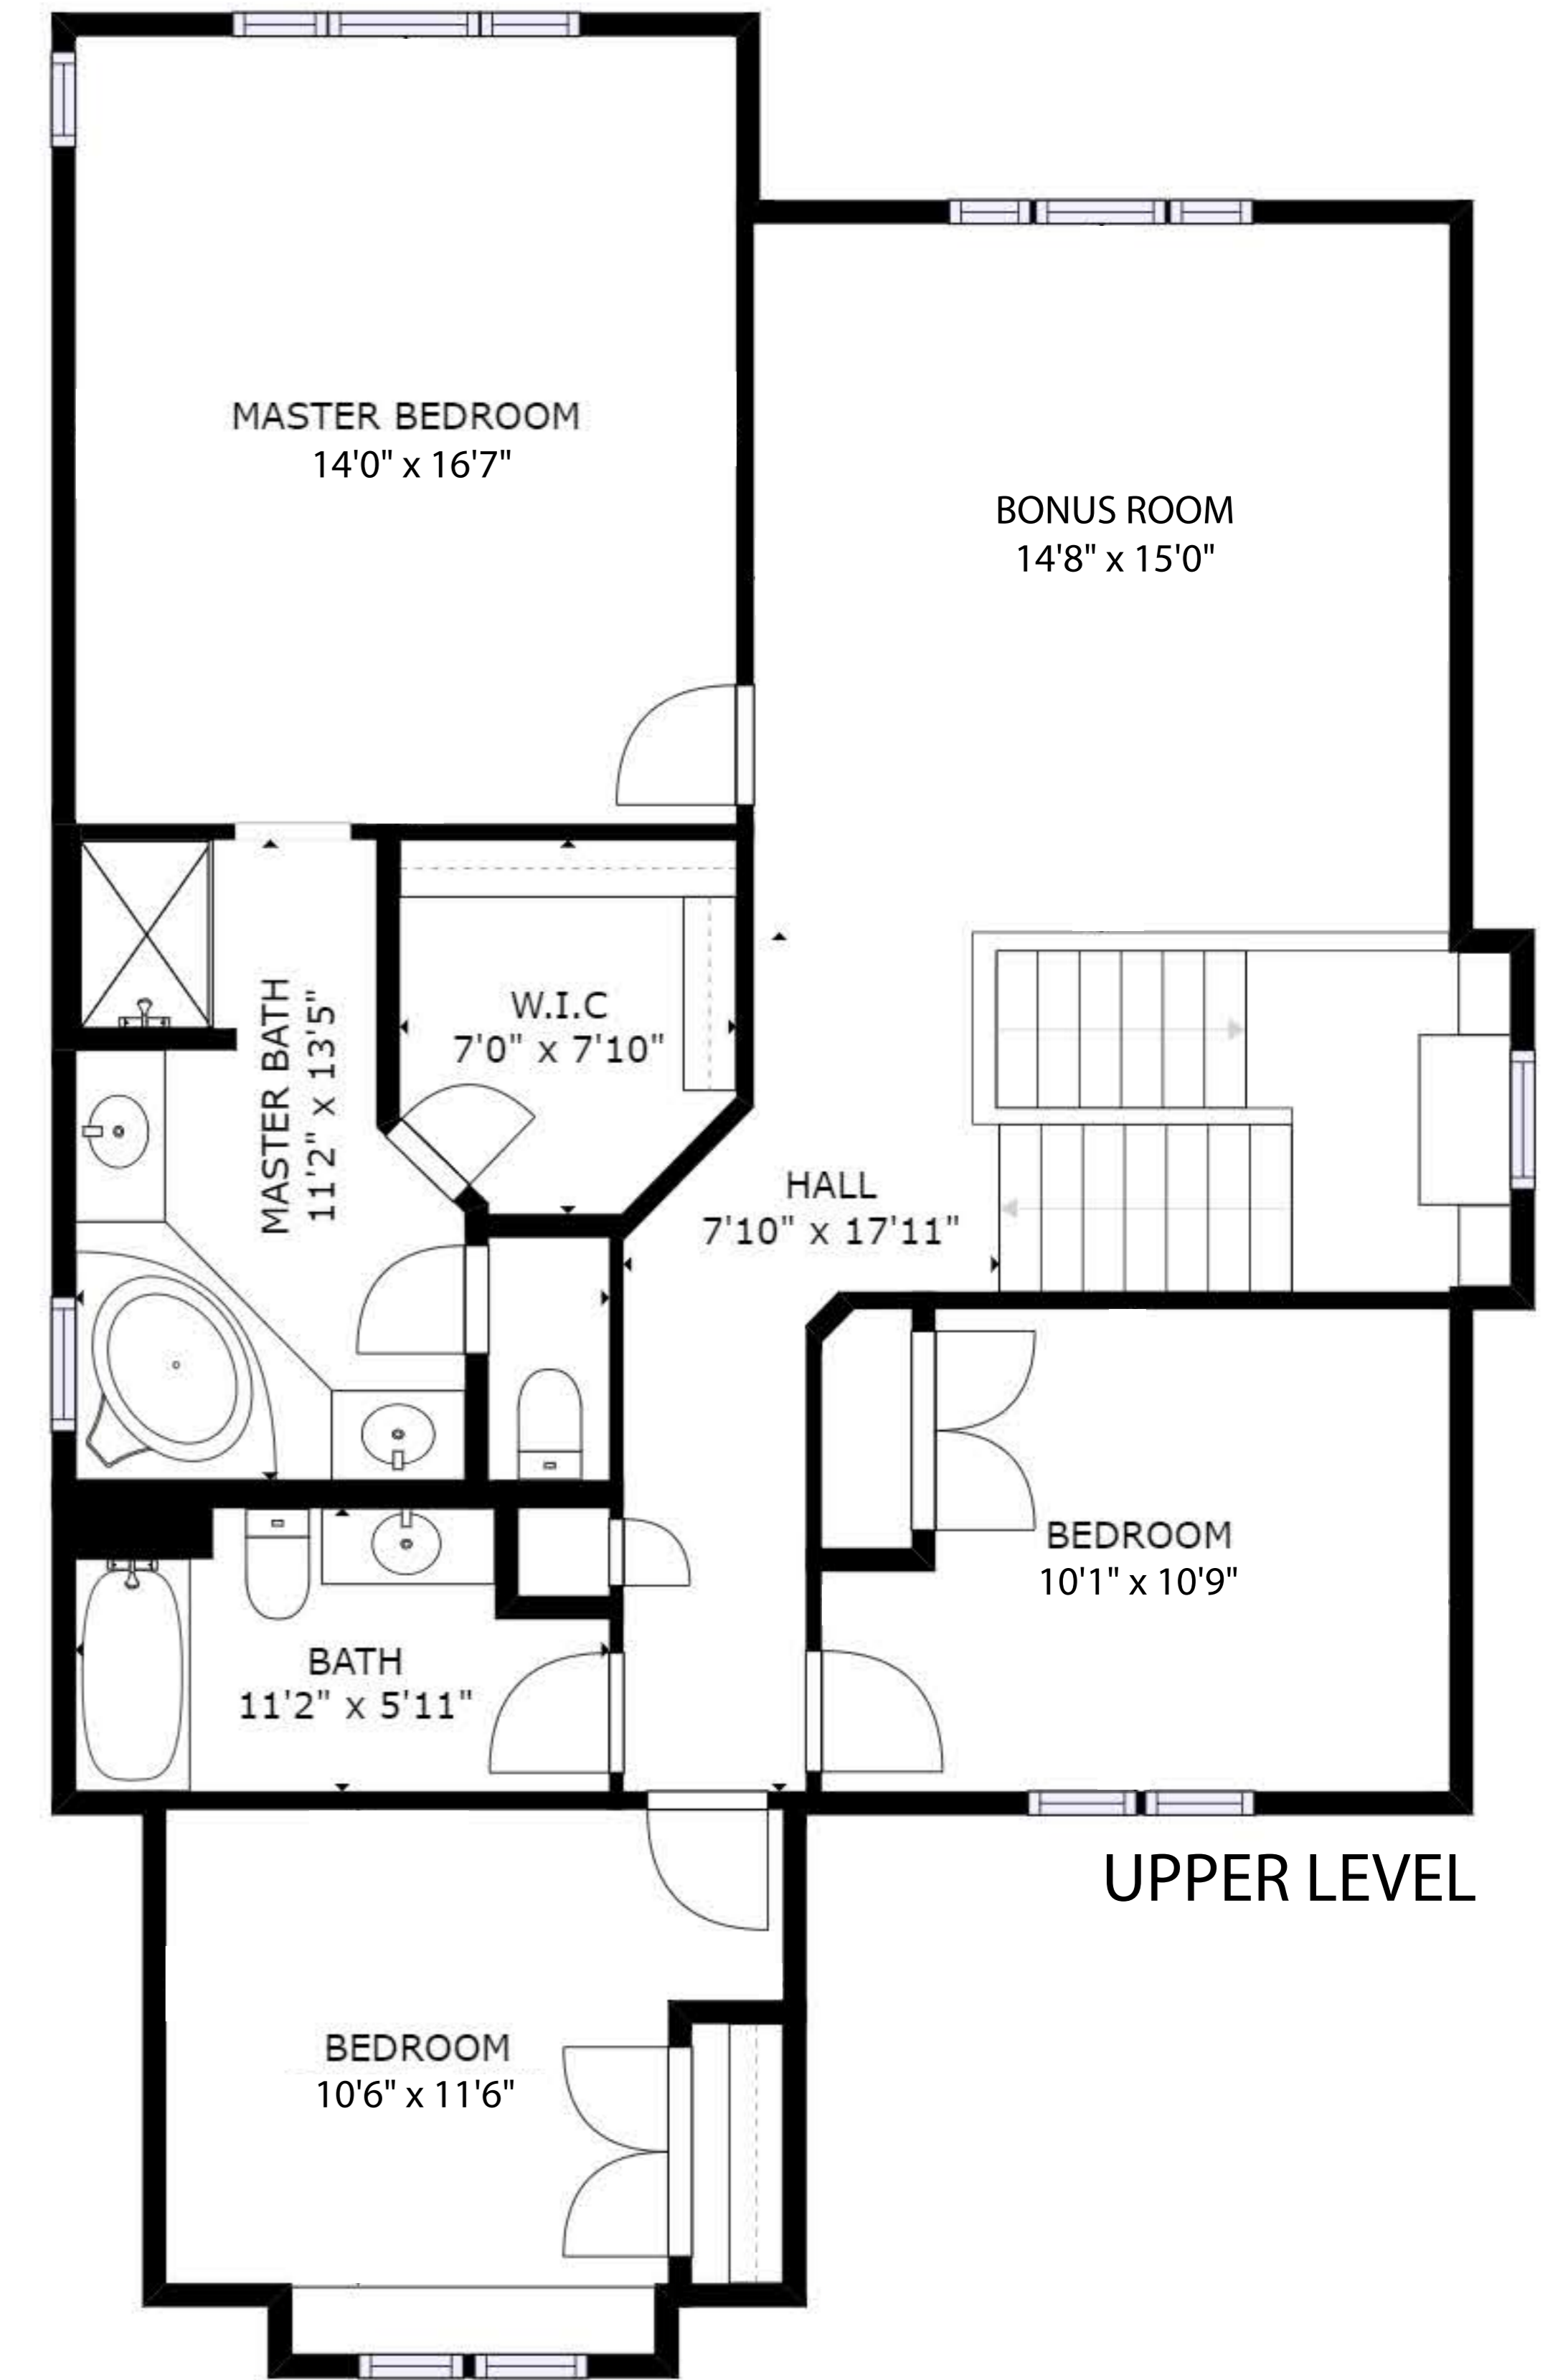 MASTER BEDROOM
14'0" x 16'7"
BONUS ROOM
14'8" x 15'0"
W.I.C
7'0" x 7'10"
MASTER BATH
11'2" x 13'5"
HALL
7'10" x 17'11"
BEDROOM
10'1" x 10'9"
BATH
11'2" x 5'11"
UPPER LEVEL
BEDROOM
10'6" x 11'6"